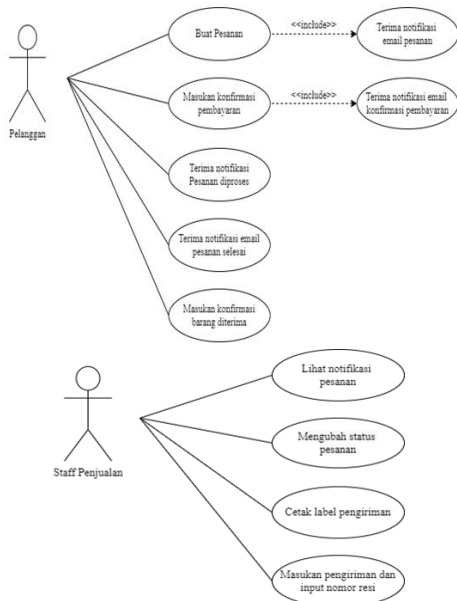 Buat Pesanan
<<include>>
Terima notifikasi
email pesanan
Masukan konfirmasi
pembayaran
<<include>>
Terima notifikasi email
konfirmasi pembayaran
Pelanggan
Terima notifikasi
Pesanan diproses
Terima notifikasi email
pesanan selesai
Masukan konfirmasi
barang diterima
Lihat notifikasi
pesanan
Mengubah status
pesanan
Staff Penjualan
Cetak label pengiriman
Masukan pengiriman dan
input nomor resi